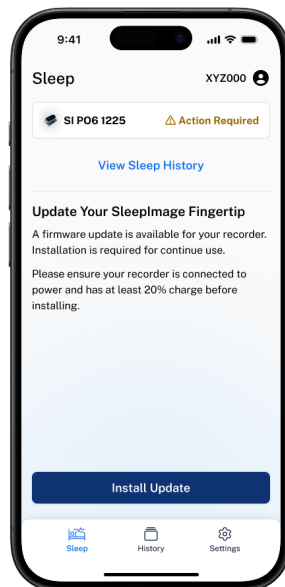 9:41
Sleep XYZ000
SI PO6 1225 Action Required
View Sleep History
Update Your SleepImage Fingertip
A firmware update is available for your recorder.
Installation is required for continue use.
Please ensure your recorder is connected to
power and has at least 20% charge before
installing.
Install Update
Sleep History Settings